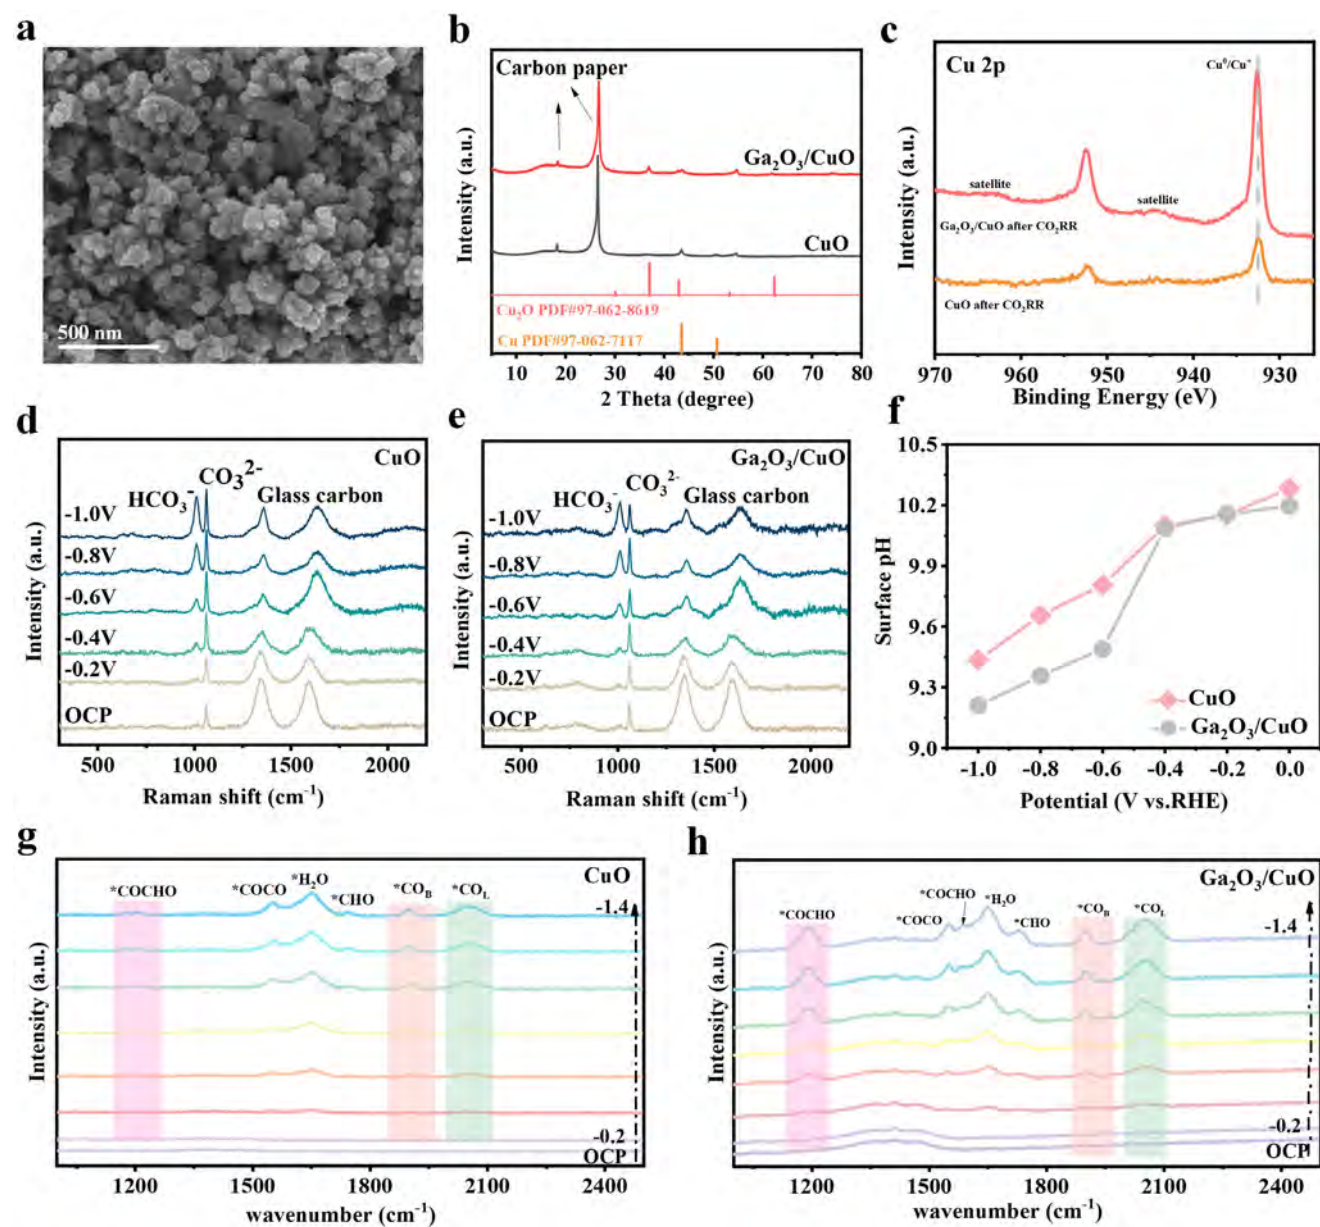 a
500 nm
b
Carbon paper
Ga₂O₃/CuO
CuO
Cu₂O PDF#97-062-8619
Cu PDF#97-062-7117
Intensity (a.u.)
10 20 30 40 50 60 70 80
2 Theta (degree)
c
Cu 2p
Cu⁰/Cu⁺
satellite
satellite
Ga₂O₃/CuO after CO₂RR
CuO after CO₂RR
Intensity (a.u.)
970 960 950 940 930
Binding Energy (eV)
d
CuO
CO₃²⁻
HCO₃⁻
Glass carbon
-1.0V
-0.8V
-0.6V
-0.4V
-0.2V
OCP
Intensity (a.u.)
500 1000 1500 2000
Raman shift (cm⁻¹)
e
Ga₂O₃/CuO
CO₃²⁻
HCO₃⁻
Glass carbon
-1.0V
-0.8V
-0.6V
-0.4V
-0.2V
OCP
Intensity (a.u.)
500 1000 1500 2000
Raman shift (cm⁻¹)
f
10.5
10.2
9.9
9.6
9.3
9.0
Surface pH
CuO
Ga₂O₃/CuO
-1.0 -0.8 -0.6 -0.4 -0.2 0.0
Potential (V vs.RHE)
g
CuO
*COCHO
*COCO
*H₂O
*CHO
*CO_B
*CO_L
-1.4
-0.2
OCP
Intensity (a.u.)
1200 1500 1800 2100 2400
wavenumber (cm⁻¹)
h
Ga₂O₃/CuO
*COCHO
*COCO
*COCHO
*H₂O
*CHO
*CO_B
*CO_L
-1.4
-0.2
OCP
Intensity (a.u.)
1200 1500 1800 2100 2400
wavenumber (cm⁻¹)